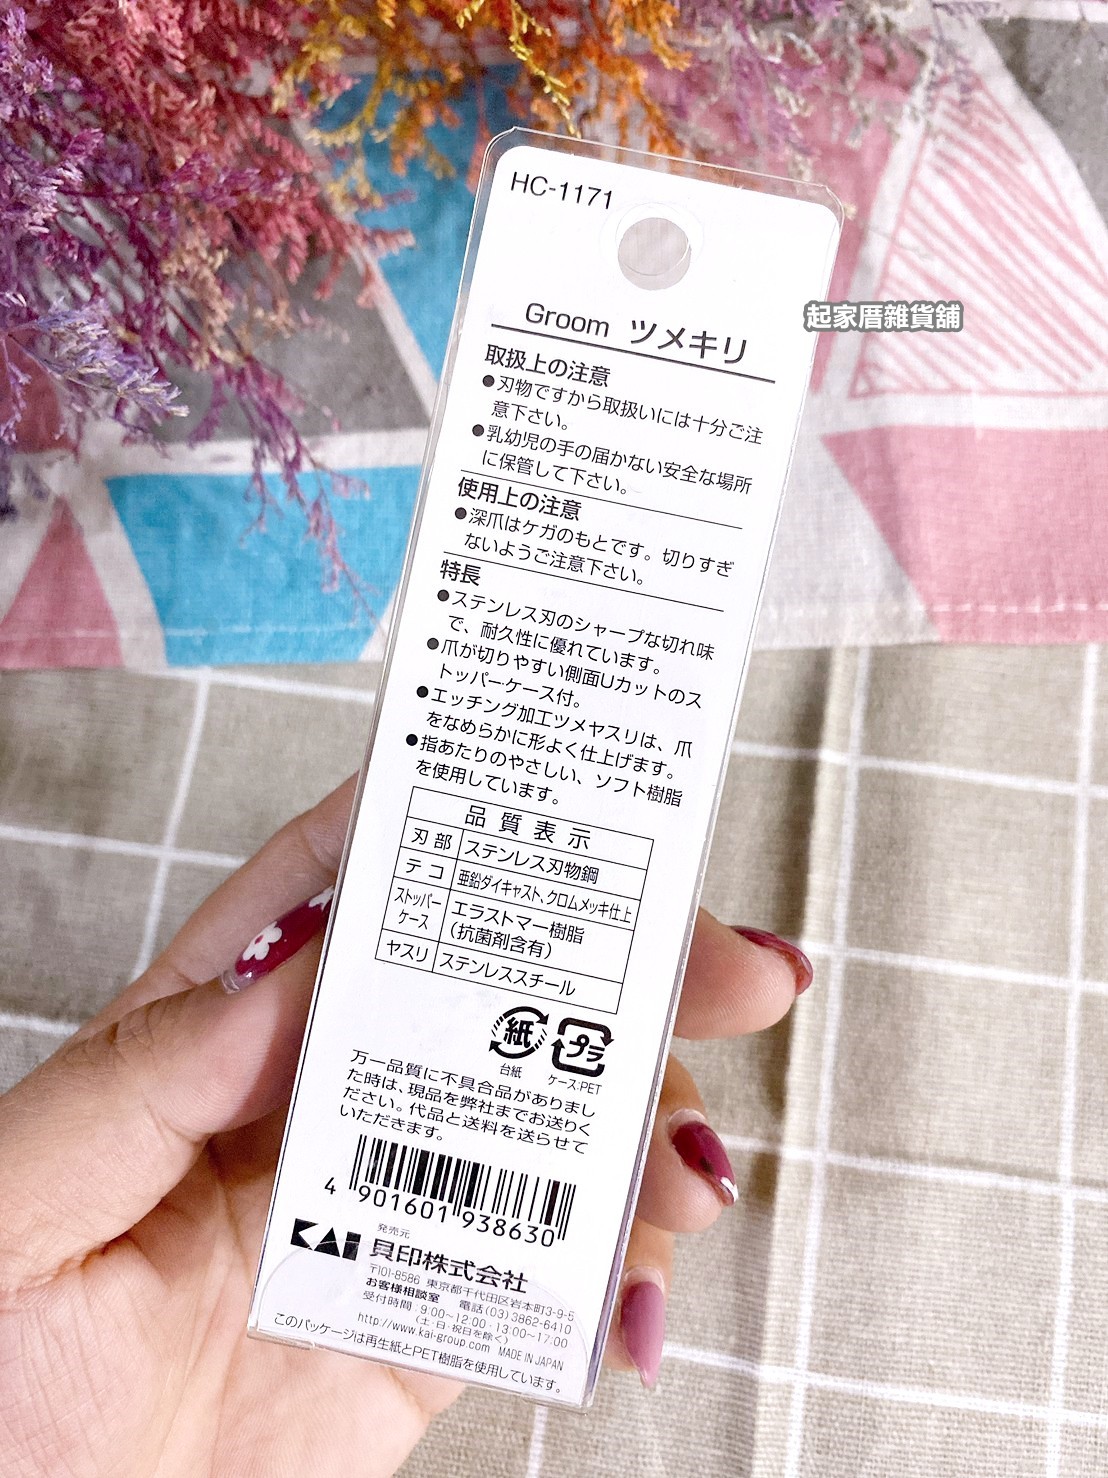 HC-1171
起家厝雜貨舖
Groom ツメキリ
取扱上の注意
●刃物ですから取扱いには十分ご注
意下さい。
●乳幼児の手の届かない安全な場所
に保管して下さい。
使用上の注意
●深爪はケガのもとです。切りすぎ
ないようご注意下さい。
特長
●ステンレス刃のシャープな切れ味
で、耐久性に優れています。
●爪が切りやすい側面Uカットのス
トッパーケース付。
●エッチング加工ツメヤスリは、爪
をなめらかに形よく仕上げます。
●指あたりのやさしい、ソフト樹脂
を使用しています。
品質表示
刃部 ステンレス刃物鋼
テコ 亜鉛ダイキャスト、クロムメッキ仕上
ストッパー
ケース
エラストマー樹脂
(抗菌剤含有)
ヤスリ ステンレススチール
紙 プラ
台紙 ケース:PET
万一品質に不具合品がありまし
た時は、現品を弊社までお送りく
ださい。代品と送料を送らせて
いただきます。
4 901601 938630
KAI 発売元
貝印株式会社
〒101-8586 東京都千代田区岩本町3-9-5
お客様相談室 電話(03)3862-6410
受付時間:9:00~12:00・13:00~17:00
(土・日・祝日を除く)
http://www.kai-group.com MADE IN JAPAN
このパッケージは再生紙とPET樹脂を使用しています。